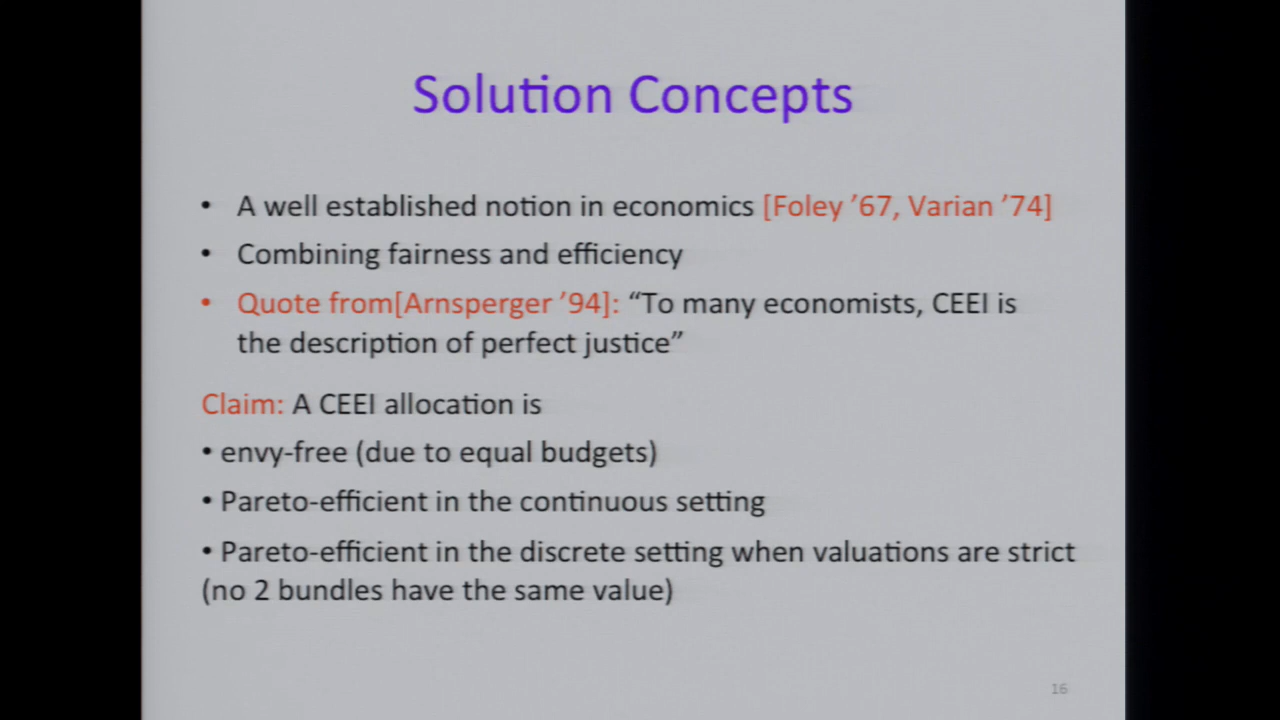 Solution Concepts
• A well established notion in economics [Foley ’67, Varian ’74]
• Combining fairness and efficiency
• Quote from[Arnsperger ’94]: “To many economists, CEEI is
the description of perfect justice”
Claim: A CEEI allocation is
• envy-free (due to equal budgets)
• Pareto-efficient in the continuous setting
• Pareto-efficient in the discrete setting when valuations are strict
(no 2 bundles have the same value)
16